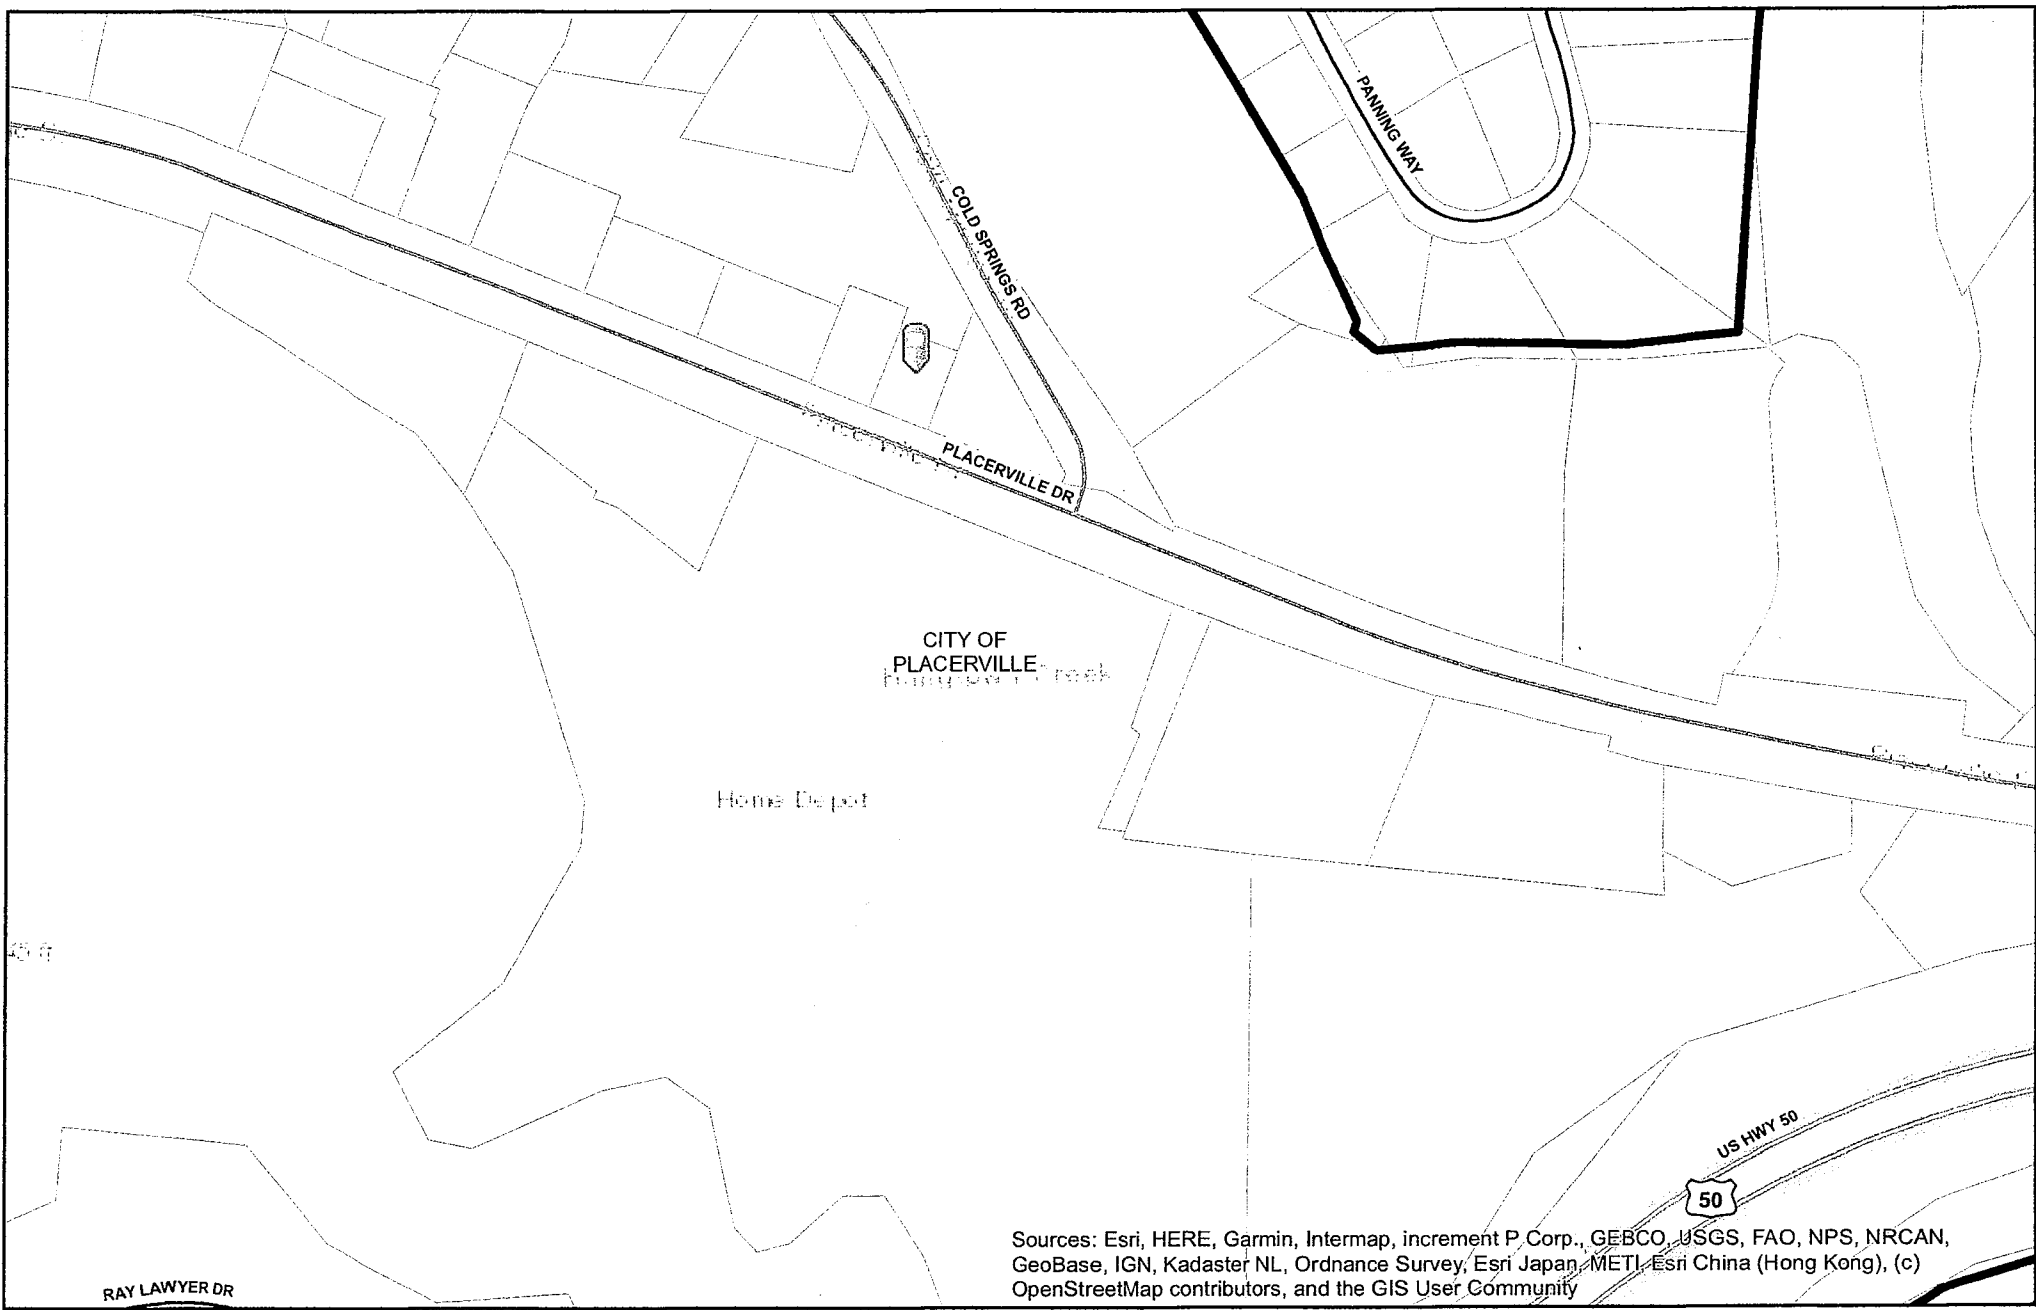 PANNING WAY
COLD SPRINGS RD
PLACERVILLE DR
CITY OF
PLACERVILLE
Creek
Home Depot
US HWY 50
50
Sources: Esri, HERE, Garmin, Intermap, increment P Corp., GEBCO, USGS, FAO, NPS, NRCAN,
GeoBase, IGN, Kadaster NL, Ordnance Survey, Esri Japan, METI, Esri China (Hong Kong), (c)
OpenStreetMap contributors, and the GIS User Community
RAY LAWYER DR